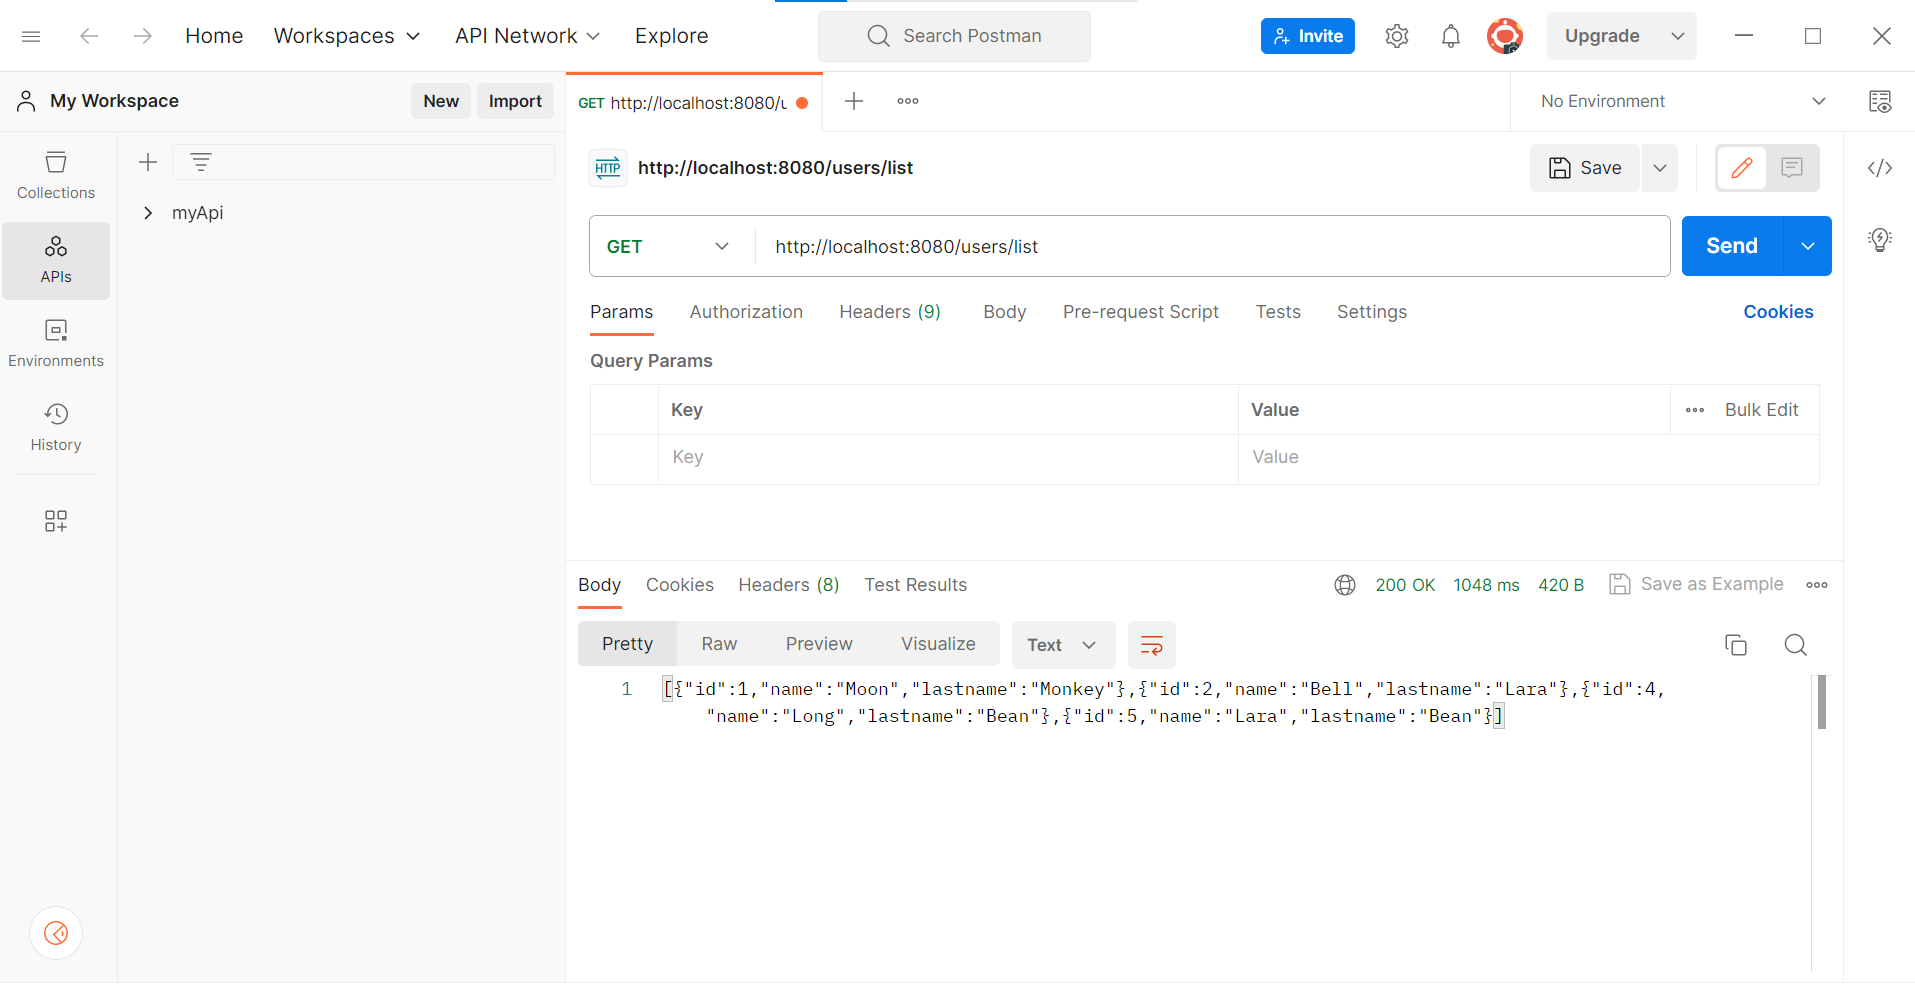 Home Workspaces API Network Explore Search Postman Invite Upgrade
My Workspace New Import
GET http://localhost:8080/u
No Environment
Collections
APIs
Environments
History
myApi
HTTP http://localhost:8080/users/list Save
GET http://localhost:8080/users/list Send
Params Authorization Headers (9) Body Pre-request Script Tests Settings Cookies
Query Params
Key Value Bulk Edit
Key Value
Body Cookies Headers (8) Test Results 200 OK 1048 ms 420 B Save as Example
Pretty Raw Preview Visualize Text
1 [{"id":1,"name":"Moon","lastname":"Monkey"},{"id":2,"name":"Bell","lastname":"Lara"},{"id":4,
"name":"Long","lastname":"Bean"},{"id":5,"name":"Lara","lastname":"Bean"}]